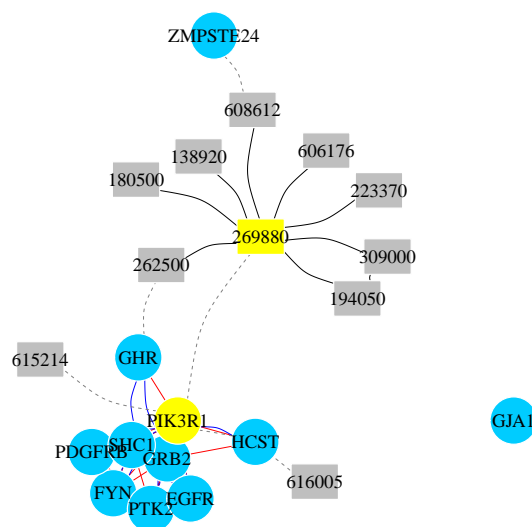 ZMPSTE24
608612
138920
606176
180500
223370
269880
309000
262500
194050
615214
GHR
PIK3R1
GJA1
SHC1
HCST
PDGFRB
GRB2
616005
FYN
EGFR
PTK2